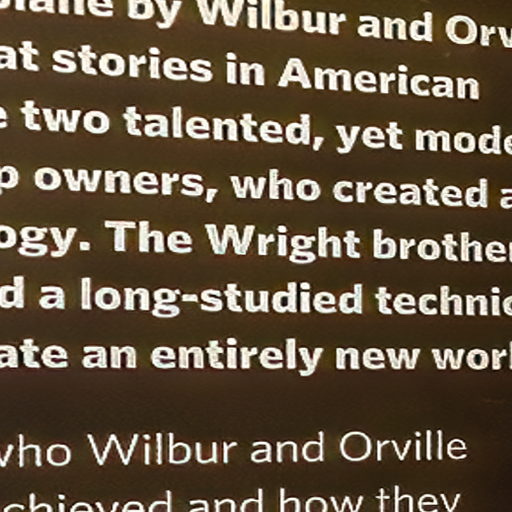 plane by Wilbur and Orv
at stories in American
e two talented, yet mode
p owners, who created a
ogy. The Wright brother
d a long-studied technic
ate an entirely new worl
who Wilbur and Orville
chieved and how they